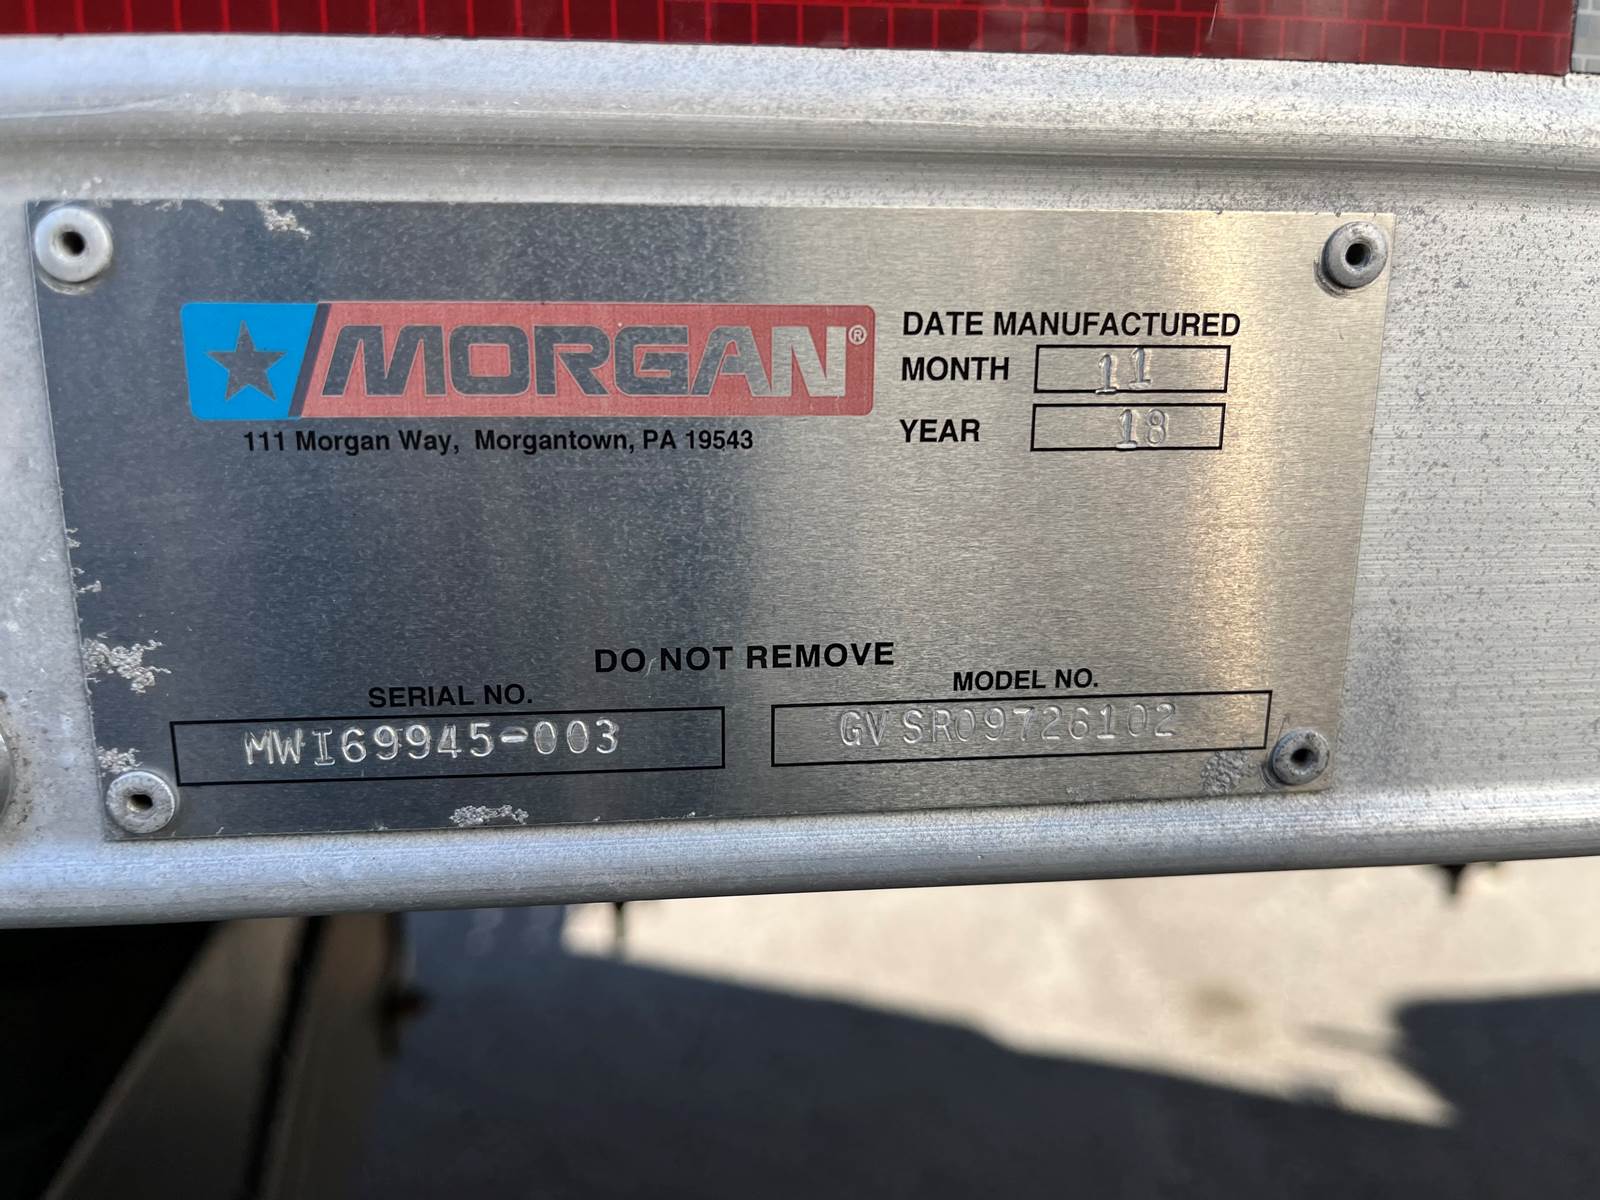 MORGAN®
111 Morgan Way, Morgantown, PA 19543
DATE MANUFACTURED
MONTH 11
YEAR 18
DO NOT REMOVE
SERIAL NO.
MWI69945-003
MODEL NO.
GVSR09726102